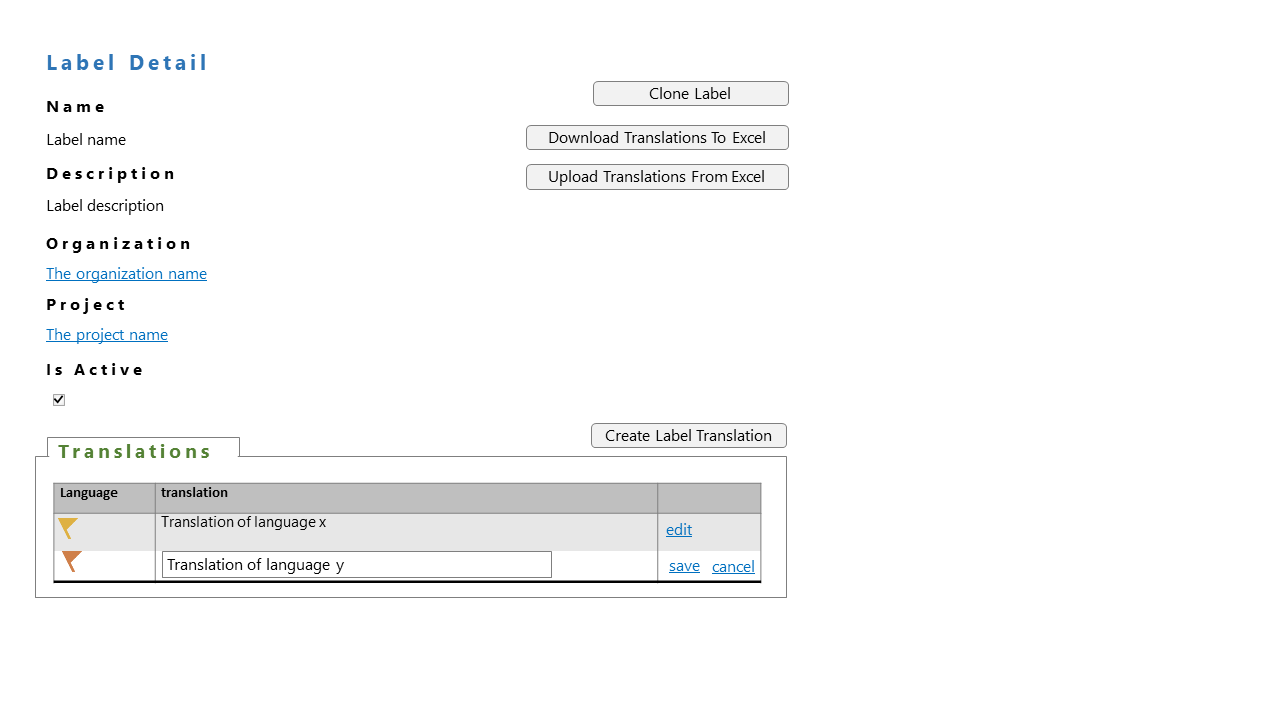 Label Detail
Clone Label
Name
Download Translations To Excel
Label name
Description
Upload Translations From Excel
Label description
Organization
The organization name
Project
The project name
Is Active
Create Label Translation
Translations
Language translation
Translation of language x edit
Translation of language y save cancel